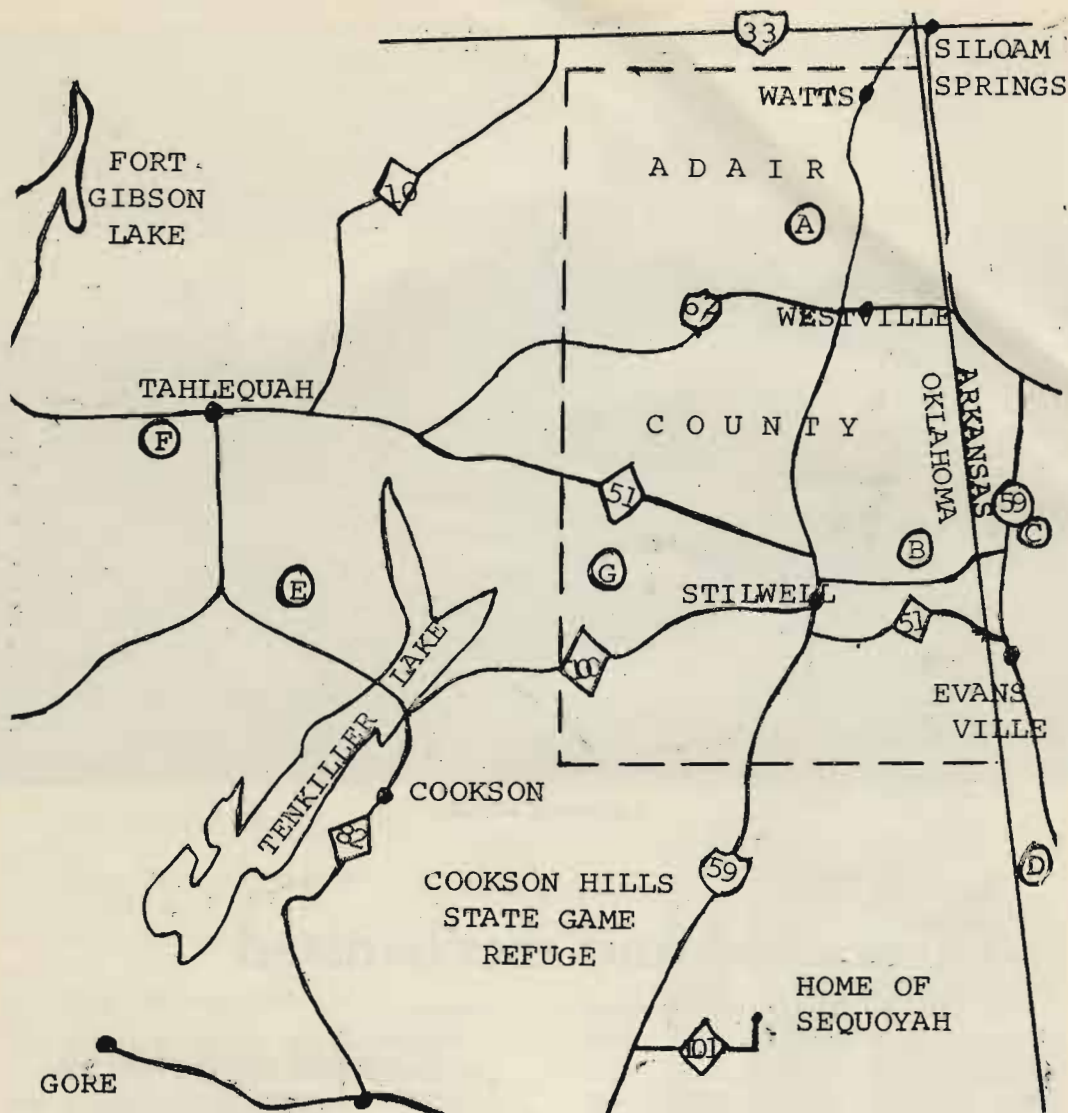 33
SILOAM
SPRINGS
WATTS
FORT
GIBSON
LAKE
10
ADAIR
A
62
WESTVILLE
TAHLEQUAH
F
COUNTY
ARKANSAS
OKLAHOMA
51
59
C
B
G
E
STILWELL
51
100
LAKE
TENKILLER
EVANS
VILLE
COOKSON
82
59
D
COOKSON HILLS
STATE GAME
REFUGE
HOME OF
SEQUOYAH
101
GORE